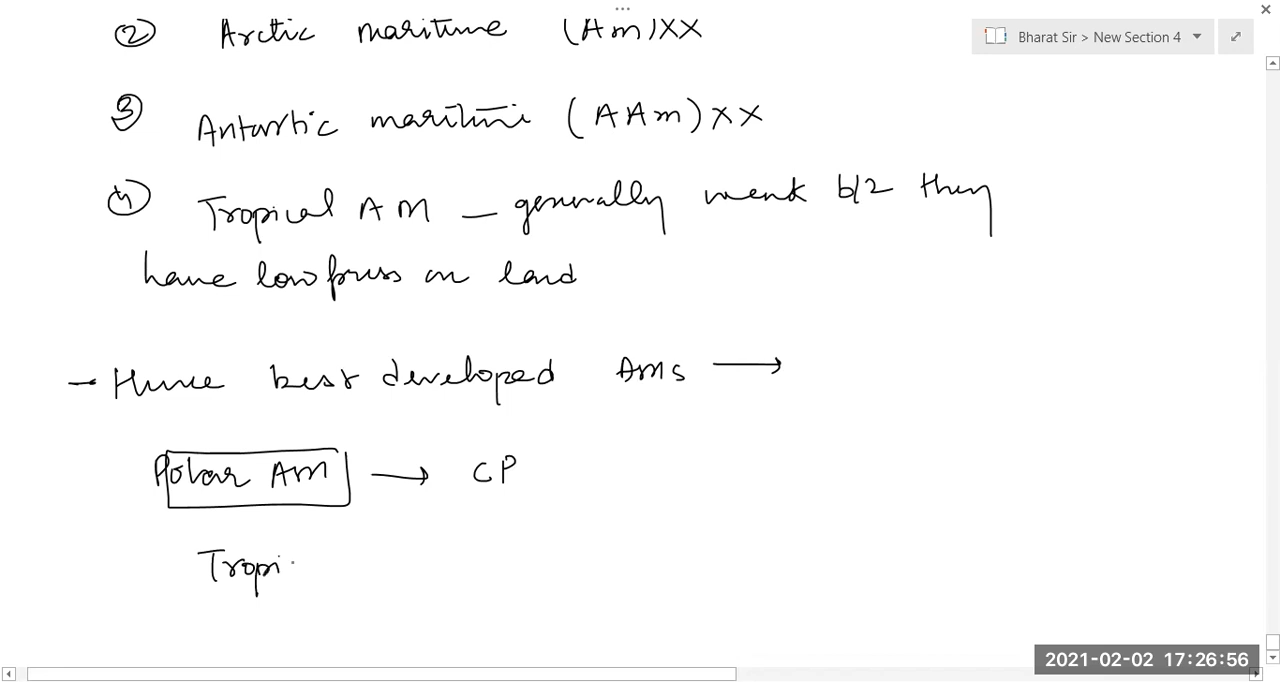 ② Arctic maritime (Am)XX
Bharat Sir > New Section 4
③ Antartic maritime (AAm)XX
④ Tropical AM – generally weak b/z they
have low press on land
– Hence best developed AMs →
Polar AM → CP
Tropi
2021-02-02 17:26:56